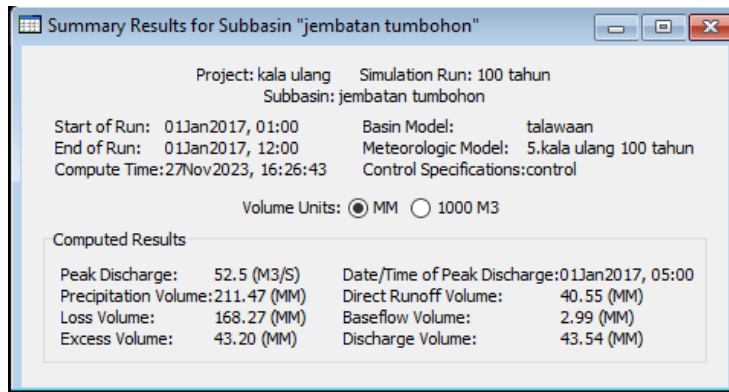 Summary Results for Subbasin "jembatan tumbohon"
Project: kala ulang Simulation Run: 100 tahun
Subbasin: jembatan tumbohon
Start of Run: 01Jan2017, 01:00 Basin Model: talawaan
End of Run: 01Jan2017, 12:00 Meteorologic Model: 5.kala ulang 100 tahun
Compute Time:27Nov2023, 16:26:43 Control Specifications:control
Volume Units: MM 1000 M3
Computed Results
Peak Discharge: 52.5 (M3/S) Date/Time of Peak Discharge:01Jan2017, 05:00
Precipitation Volume:211.47 (MM) Direct Runoff Volume: 40.55 (MM)
Loss Volume: 168.27 (MM) Baseflow Volume: 2.99 (MM)
Excess Volume: 43.20 (MM) Discharge Volume: 43.54 (MM)